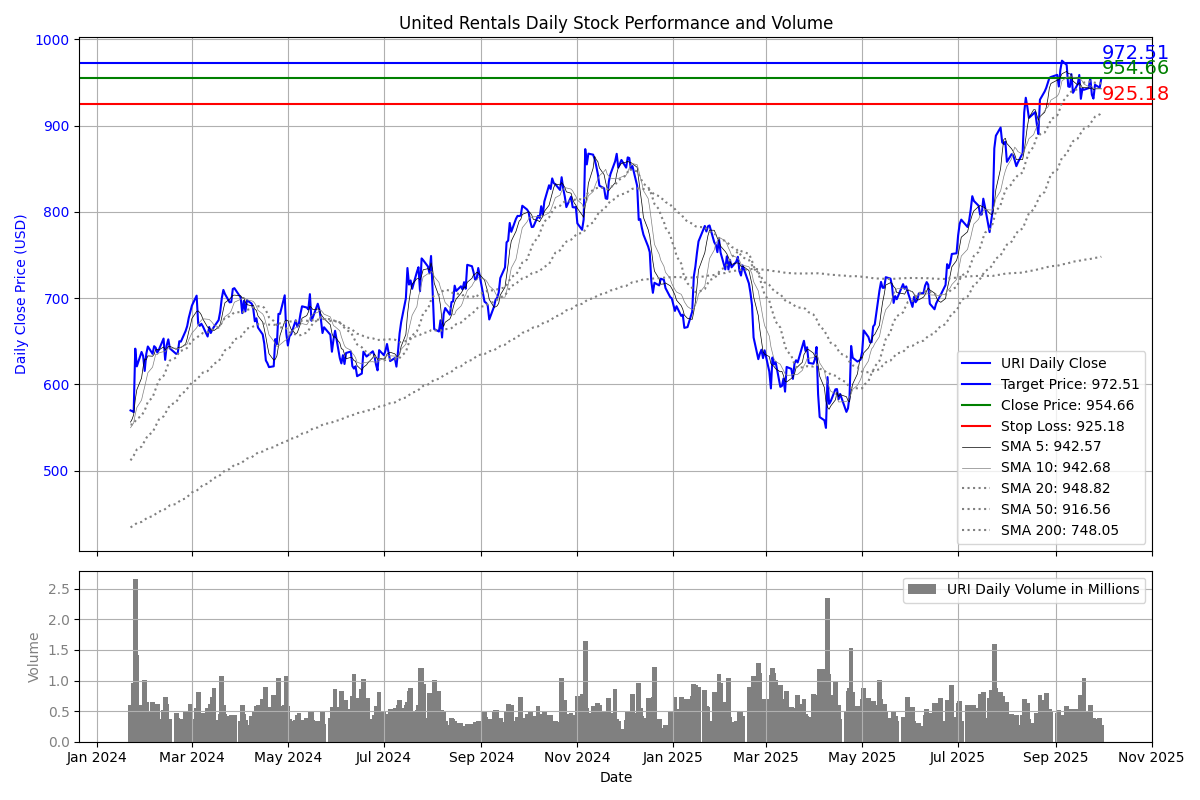 United Rentals Daily Stock Performance and Volume
1000
900
800
700
600
500
Daily Close Price (USD)
972.51
954.66
925.18
URI Daily Close
Target Price: 972.51
Close Price: 954.66
Stop Loss: 925.18
SMA 5: 942.57
SMA 10: 942.68
SMA 20: 948.82
SMA 50: 916.56
SMA 200: 748.05
2.5
2.0
1.5
1.0
0.5
0.0
Volume
URI Daily Volume in Millions
Jan 2024 Mar 2024 May 2024 Jul 2024 Sep 2024 Nov 2024 Jan 2025 Mar 2025 May 2025 Jul 2025 Sep 2025 Nov 2025
Date